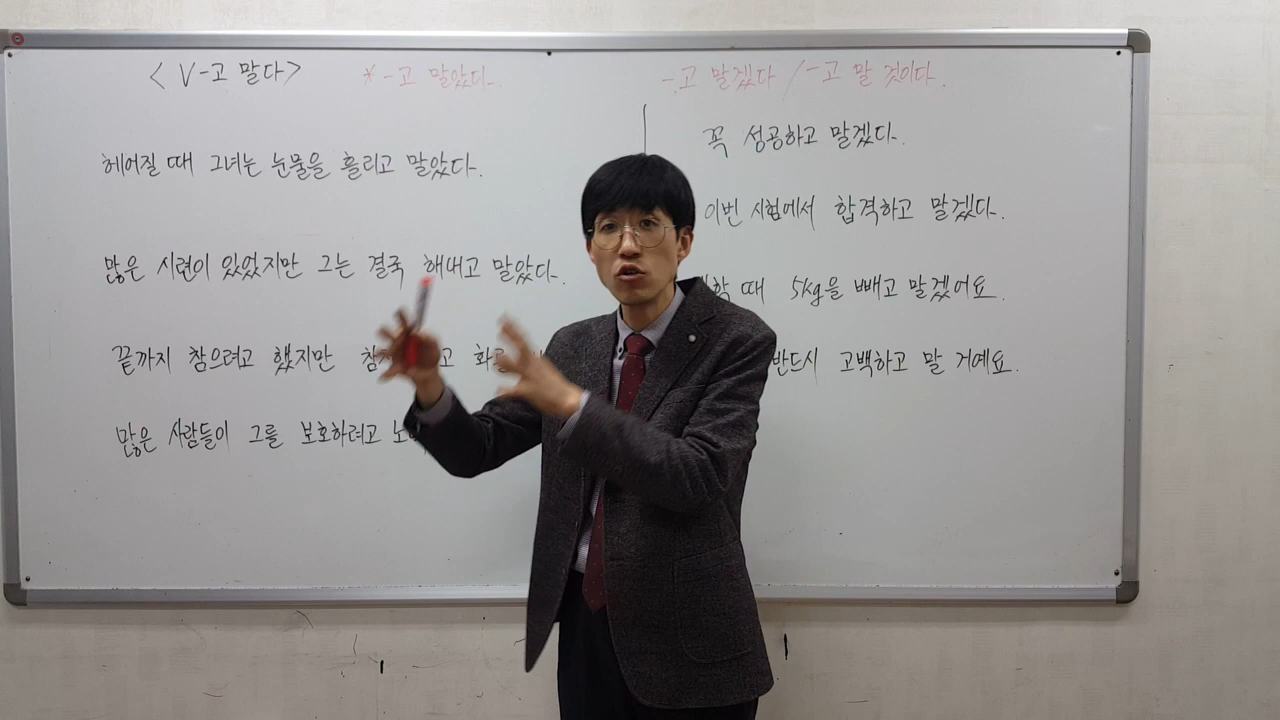 < V-고 말다>
* -고 말았다.
-고 말겠다 / -고 말 것이다.
헤어질 때 그녀는 눈물을 흘리고 말았다.
많은 시련이 있었지만 그는 결국 해내고 말았다.
끝까지 참으려고 했지만 화를
많은 사람들이 그를 보호하려고
꼭 성공하고 말겠다.
이번 시험에서 합격하고 말겠다.
때 5kg을 빼고 말겠어요.
반드시 고백하고 말 거예요.